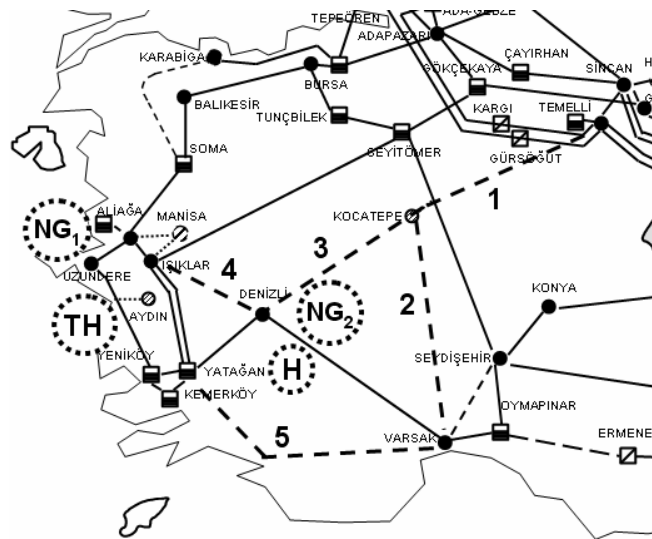 TEPEÖREN
ADA-GEBZE
ADAPAZARI
KARABİGA
BURSA
ÇAYIRHAN
GÖKÇEKAYA
SİNCAN
H
G
BALIKESİR
TUNÇBİLEK
KARGI
TEMELLİ
SOMA
SEYİTÖMER
GÜRSÖĞÜT
1
ALİAĞA
MANİSA
KOCATEPE
NG1
3
UZUNDERE
IŞIKLAR
4
DENİZLİ
NG2
2
KONYA
TH
AYDIN
YENİKÖY
YATAĞAN
H
SEYDİŞEHİR
KEMERKÖY
OYMAPINAR
5
VARSAK
ERMENE